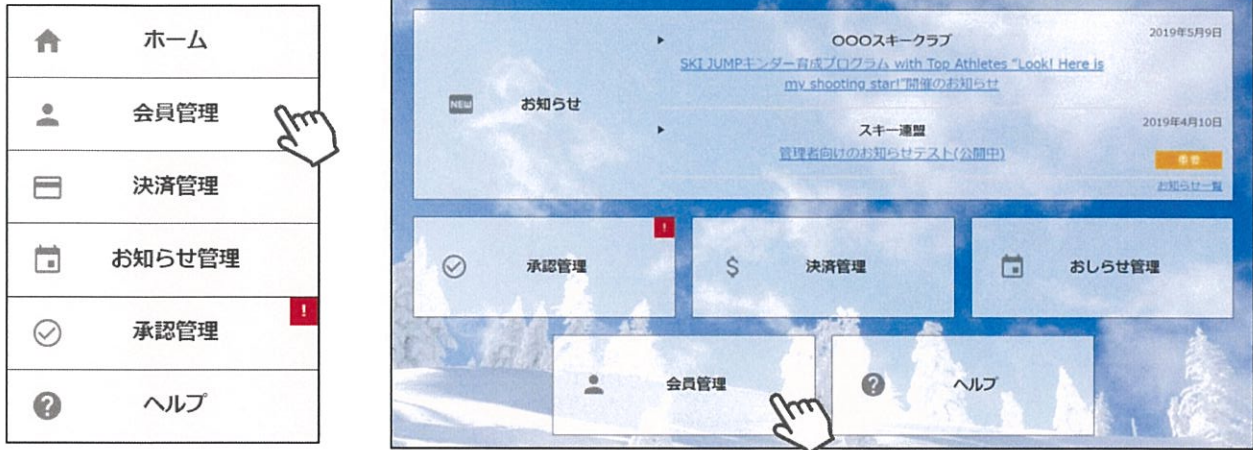 ホーム
会員管理
決済管理
お知らせ管理
!
承認管理
ヘルプ
2019年5月9日
○○○スキークラブ
SKI JUMPキンダー育成プログラム with Top Athletes "Look! Here is
my shooting star!"開催のお知らせ
NEW お知らせ
2019年4月10日
スキー連盟
管理者向けのお知らせテスト(公開中)
重要
お知らせ一覧
!
承認管理
$ 決済管理
おしらせ管理
会員管理
? ヘルプ